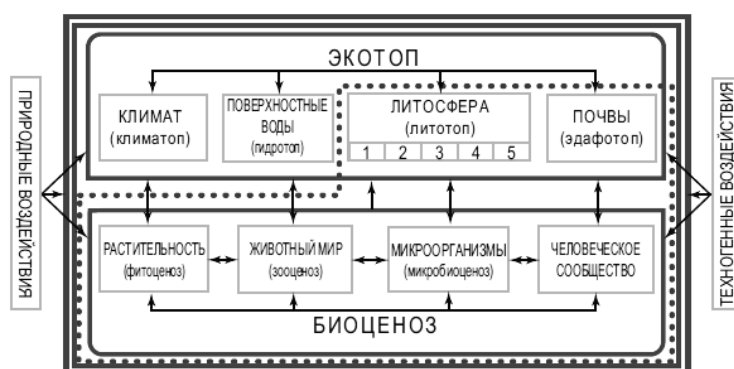 ЭКОТОП
КЛИМАТ
(климатоп)
ПОВЕРХНОСТНЫЕ
ВОДЫ
(гидротоп)
ЛИТОСФЕРА
(литотоп)
1 2 3 4 5
ПОЧВЫ
(эдафотоп)
ПРИРОДНЫЕ ВОЗДЕЙСТВИЯ
ТЕХНОГЕННЫЕ ВОЗДЕЙСТВИЯ
РАСТИТЕЛЬНОСТЬ
(фитоценоз)
ЖИВОТНЫЙ МИР
(зооценоз)
МИКРООРГАНИЗМЫ
(микробиоценоз)
ЧЕЛОВЕЧЕСКОЕ
СООБЩЕСТВО
БИОЦЕНОЗ